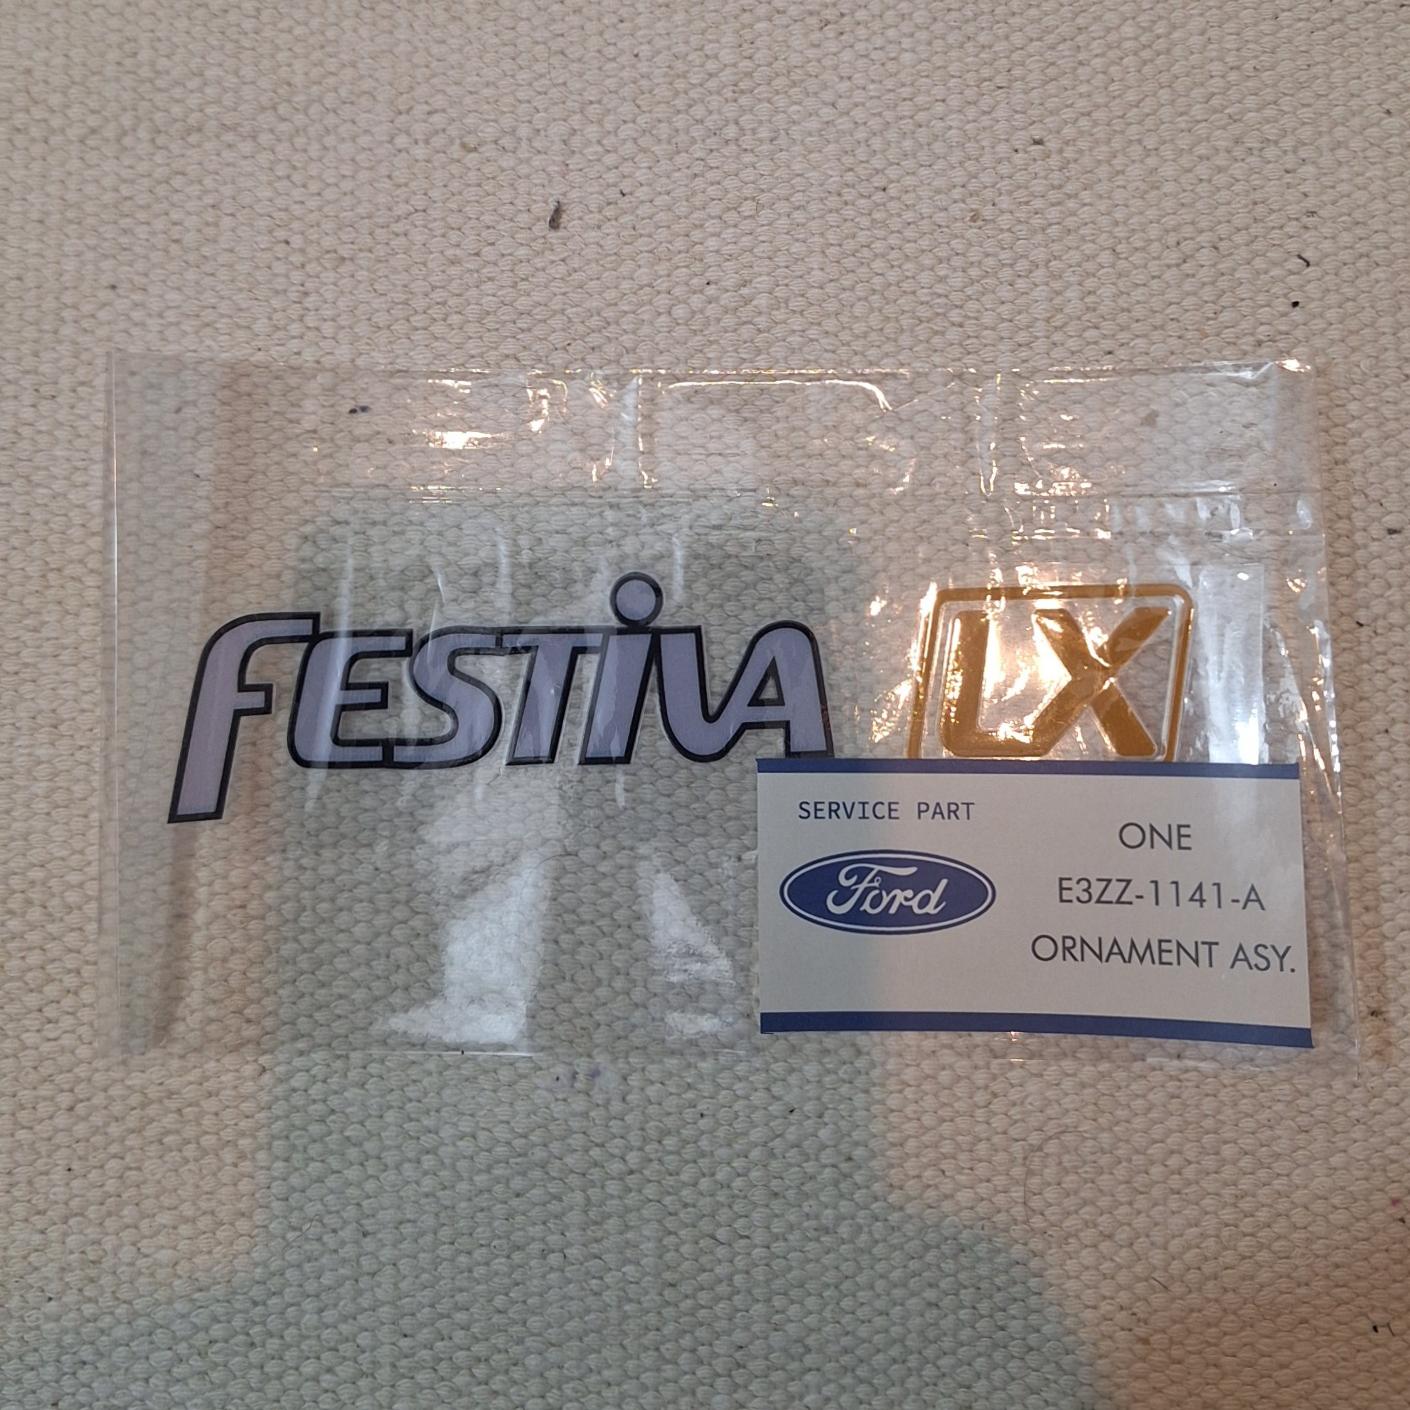 FESTIVA
LX
SERVICE PART
Ford
ONE
E3ZZ-1141-A
ORNAMENT ASY.